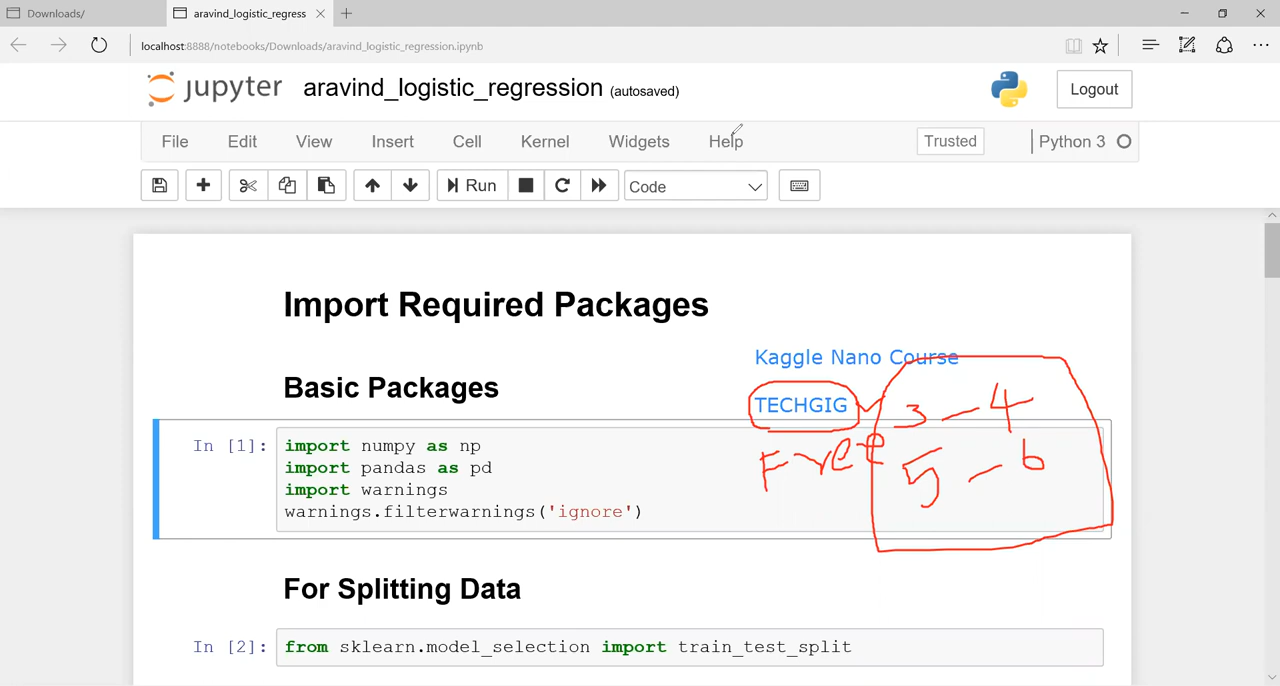 Downloads/
aravind_logistic_regress
localhost:8888/notebooks/Downloads/aravind_logistic_regression.ipynb
jupyter aravind_logistic_regression (autosaved)
Logout
File Edit View Insert Cell Kernel Widgets Help Trusted Python 3
Run Code
Import Required Packages
Kaggle Nano Course
Basic Packages
TECHGIG
3 - 4
Free
5 - 6
In [1]:
import numpy as np
import pandas as pd
import warnings
warnings.filterwarnings('ignore')
For Splitting Data
In [2]: from sklearn.model_selection import train_test_split